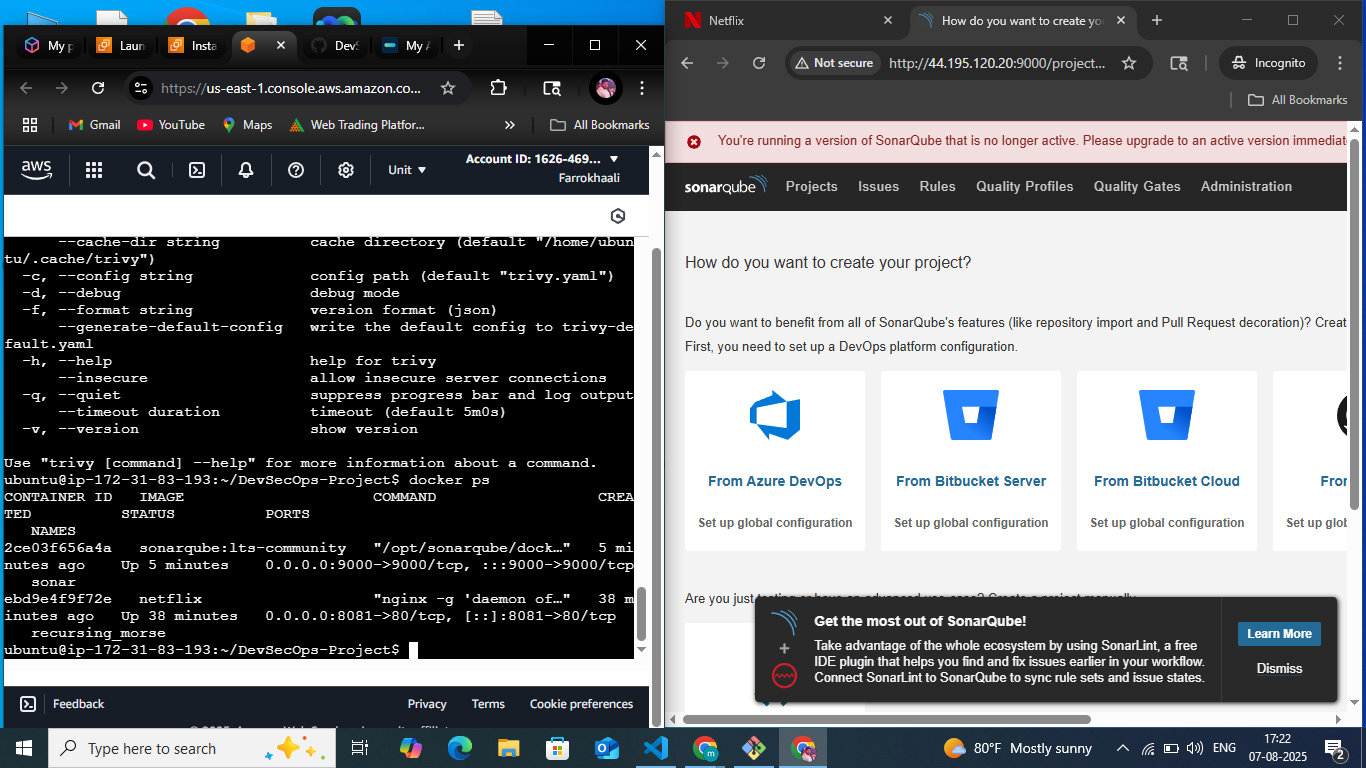 My p
Laun
Insta
DevS
My A
https://us-east-1.console.aws.amazon.co...
Gmail
YouTube
Maps
Web Trading Platfor...
»
All Bookmarks
aws
Unit
Account ID: 1626-469...
Farrokhaali
--cache-dir string cache directory (default "/home/ubun
tu/.cache/trivy")
-c, --config string config path (default "trivy.yaml")
-d, --debug debug mode
-f, --format string version format (json)
--generate-default-config write the default config to trivy-de
fault.yaml
-h, --help help for trivy
--insecure allow insecure server connections
-q, --quiet suppress progress bar and log output
--timeout duration timeout (default 5m0s)
-v, --version show version
Use "trivy [command] --help" for more information about a command.
ubuntu@ip-172-31-83-193:~/DevSecOps-Project$ docker ps
CONTAINER ID IMAGE COMMAND CREA
TED STATUS PORTS
NAMES
2ce03f656a4a sonarqube:lts-community "/opt/sonarqube/dock…" 5 mi
nutes ago Up 5 minutes 0.0.0.0:9000->9000/tcp, :::9000->9000/tcp
sonar
ebd9e4f9f72e netflix "nginx -g 'daemon of…" 38 m
inutes ago Up 38 minutes 0.0.0.0:8081->80/tcp, [::]:8081->80/tcp
recursing_morse
ubuntu@ip-172-31-83-193:~/DevSecOps-Project$
Feedback
Privacy
Terms
Cookie preferences
Netflix
How do you want to create yo
Not secure
http://44.195.120.20:9000/project...
Incognito
All Bookmarks
You're running a version of SonarQube that is no longer active. Please upgrade to an active version immediat
sonarqube
Projects
Issues
Rules
Quality Profiles
Quality Gates
Administration
How do you want to create your project?
Do you want to benefit from all of SonarQube's features (like repository import and Pull Request decoration)? Creat
First, you need to set up a DevOps platform configuration.
From Azure DevOps
Set up global configuration
From Bitbucket Server
Set up global configuration
From Bitbucket Cloud
Set up global configuration
Fro
Set up glob
Get the most out of SonarQube!
Take advantage of the whole ecosystem by using SonarLint, a free
IDE plugin that helps you find and fix issues earlier in your workflow.
Connect SonarLint to SonarQube to sync rule sets and issue states.
Learn More
Dismiss
Type here to search
80°F Mostly sunny
ENG
17:22
07-08-2025
2